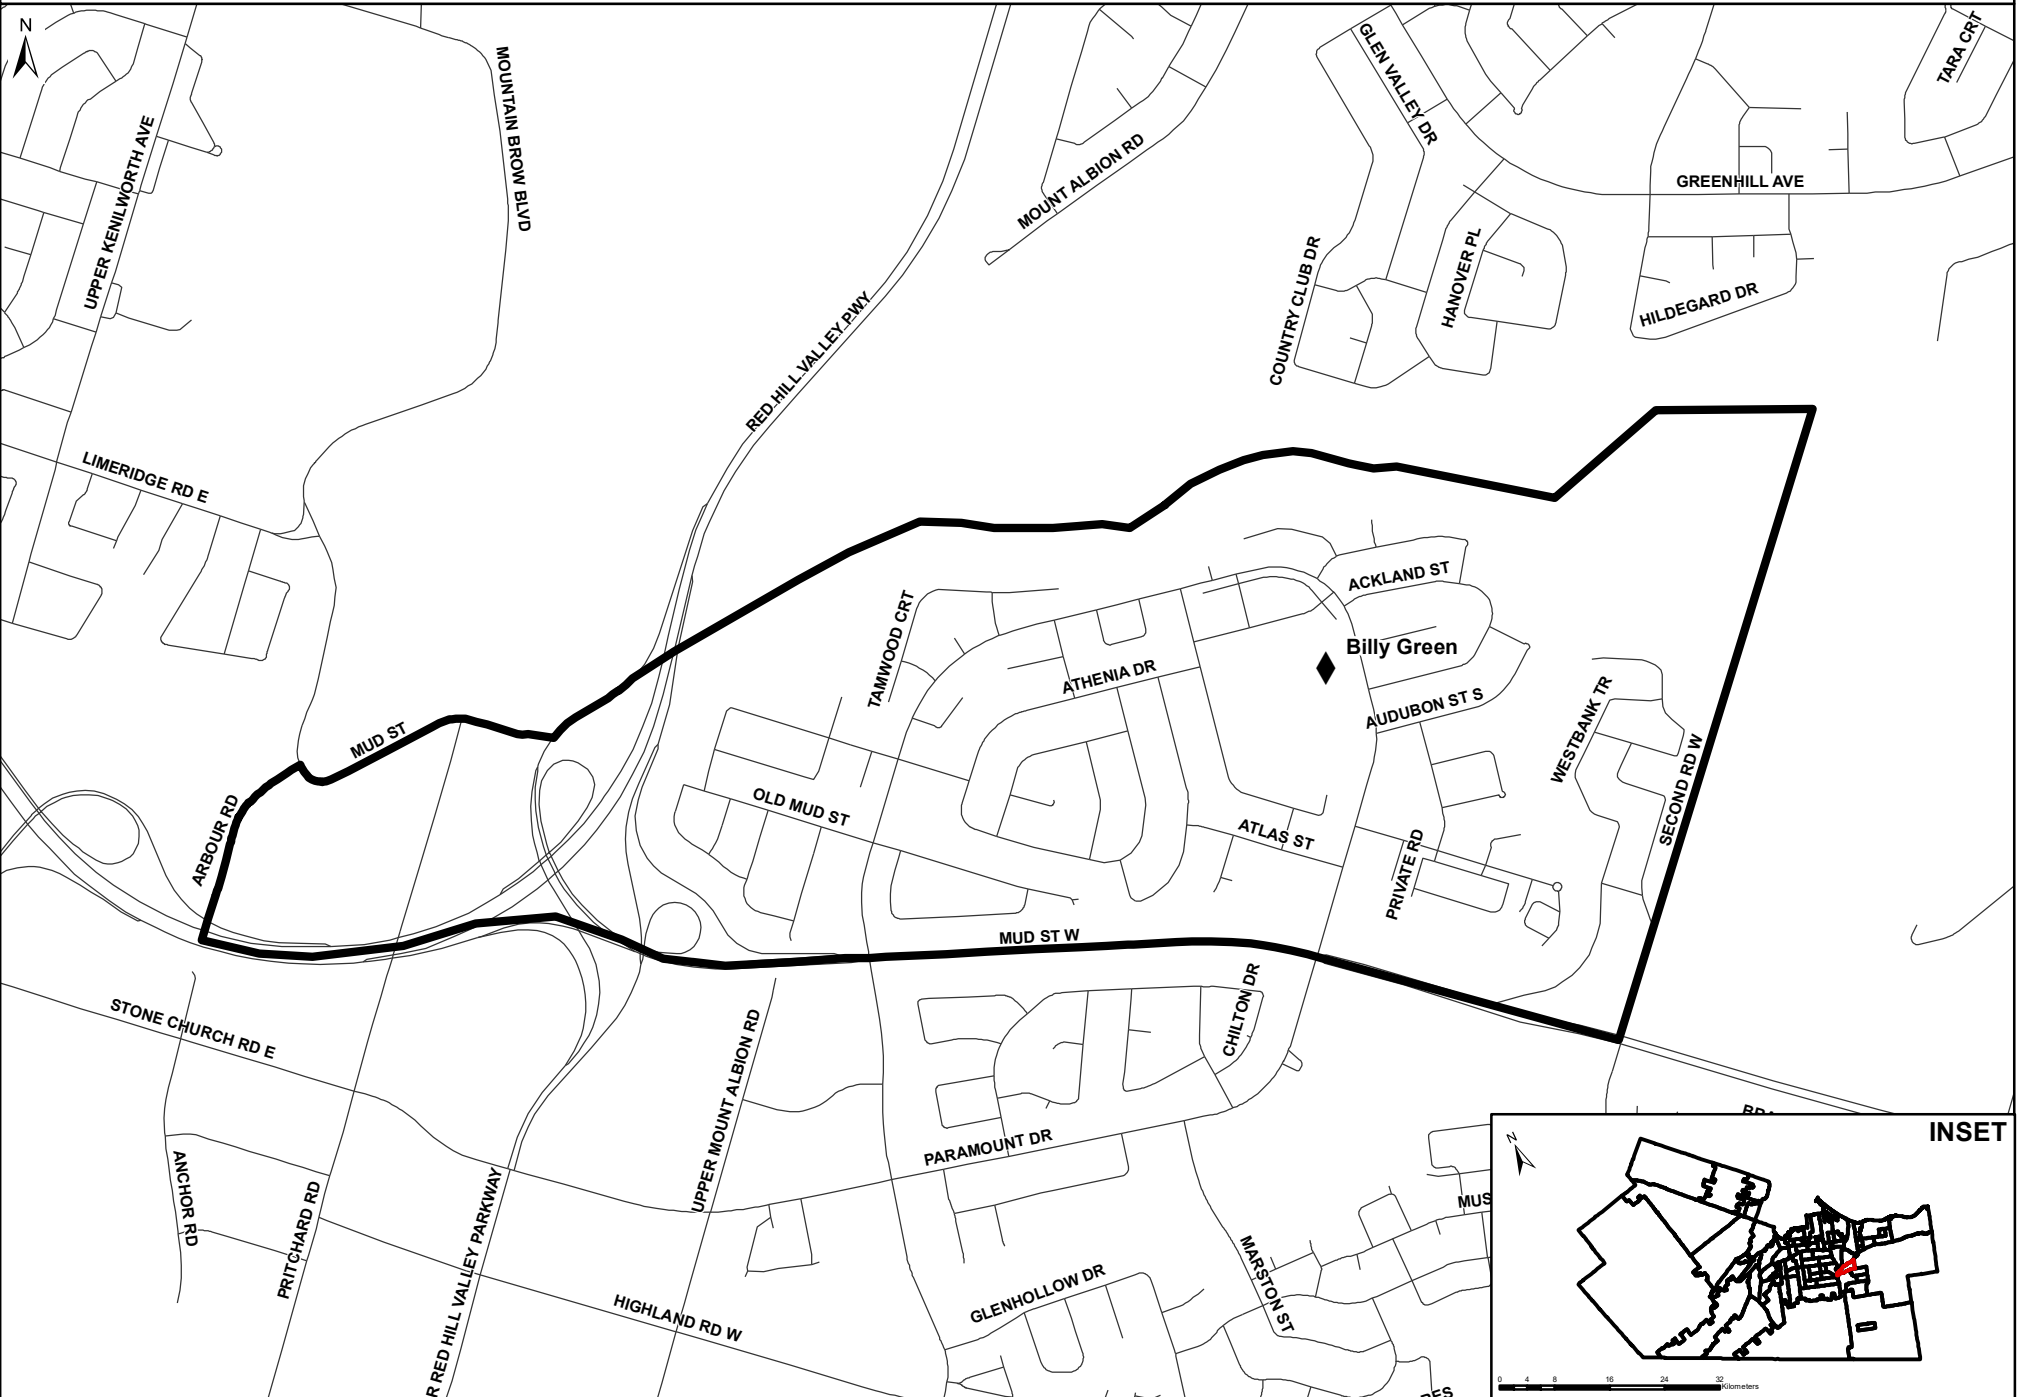 N
TARA CRT
GLEN VALLEY DR
MOUNTAIN BROW BLVD
UPPER KENILWORTH AVE
MOUNT ALBION RD
GREENHILL AVE
COUNTRY CLUB DR
HANOVER PL
HILDEGARD DR
RED HILL VALLEY PWY
LIMERIDGE RD E
ACKLAND ST
TAMWOOD CRT
Billy Green
ATHENIA DR
AUDUBON ST S
WESTBANK TR
MUD ST
SECOND RD W
OLD MUD ST
ARBOUR RD
ATLAS ST
PRIVATE RD
MUD ST W
CHILTON DR
STONE CHURCH RD E
UPPER MOUNT ALBION RD
PARAMOUNT DR
ANCHOR RD
PRITCHARD RD
R RED HILL VALLEY PARKWAY
MUS
MARSTON ST
GLENHOLLOW DR
HIGHLAND RD W
INSET
N
0 4 8 16 24 32
Kilometers